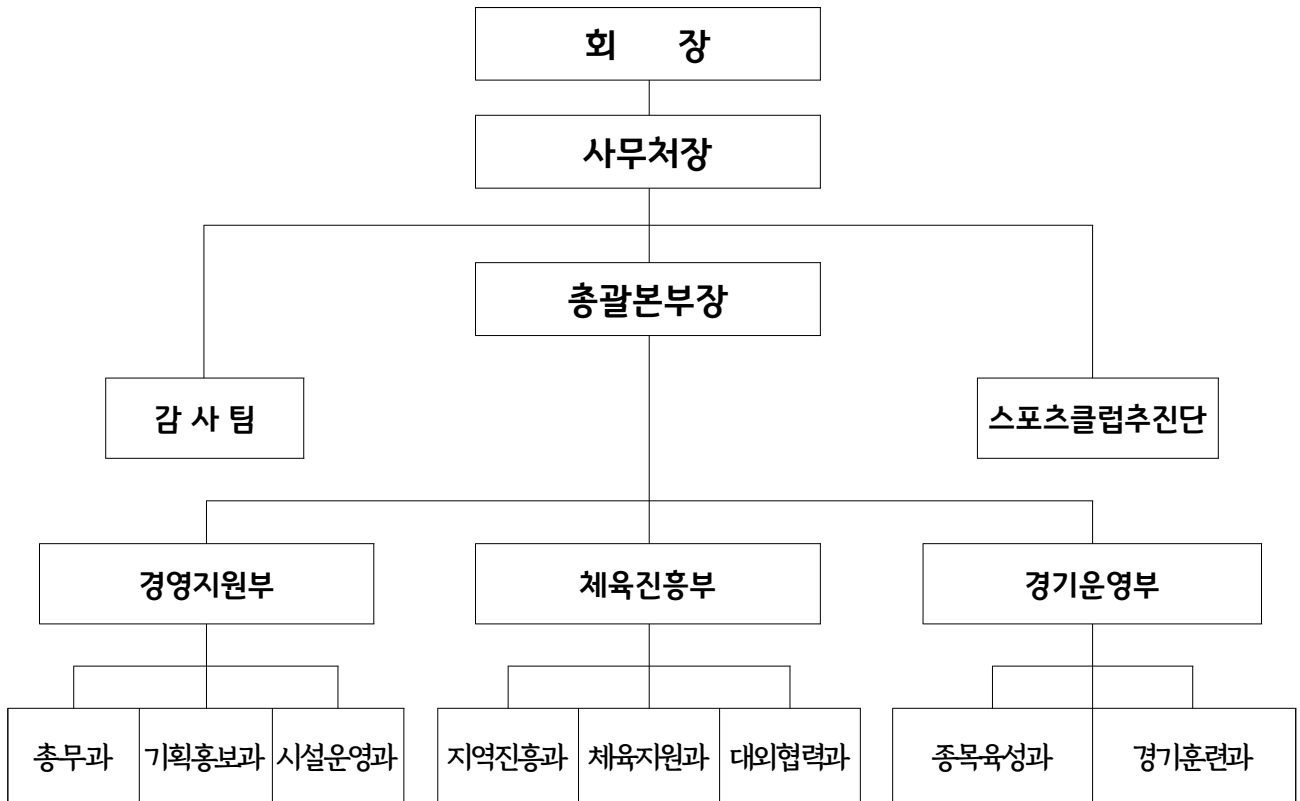 회 장
사무처장
총괄본부장
감 사 팀
스포츠클럽추진단
경영지원부
체육진흥부
경기운영부
총무과
기획홍보과
시설운영과
지역진흥과
체육지원과
대외협력과
종목육성과
경기훈련과